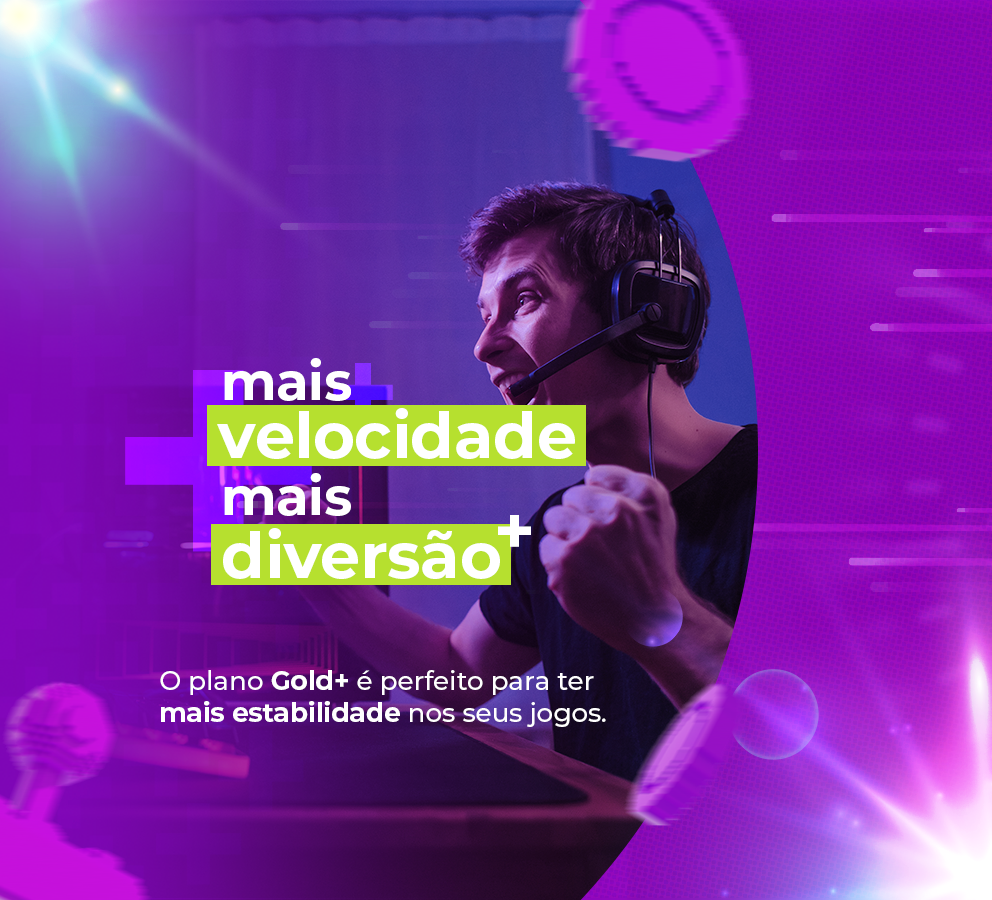 mais
velocidade
mais
diversão+
O plano Gold+ é perfeito para ter
mais estabilidade nos seus jogos.